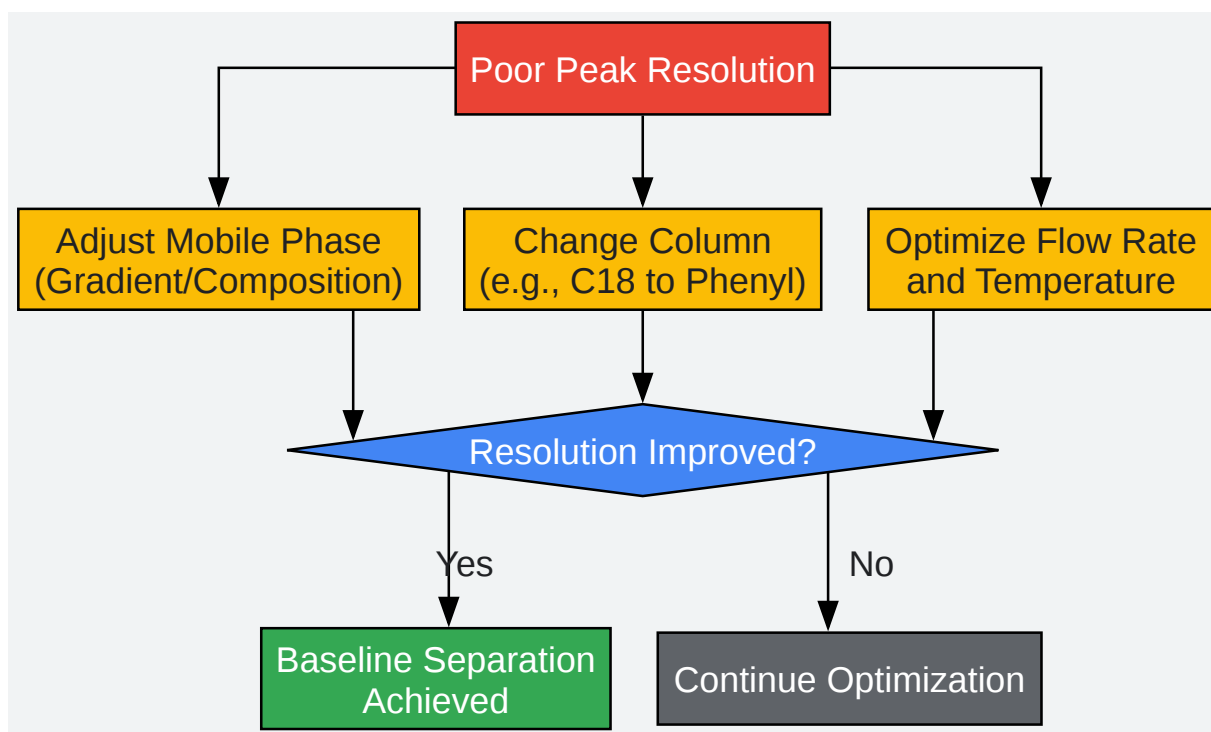 Poor Peak Resolution
Adjust Mobile Phase
(Gradient/Composition)
Change Column
(e.g., C18 to Phenyl)
Optimize Flow Rate
and Temperature
Resolution Improved?
Yes
No
Baseline Separation
Achieved
Continue Optimization